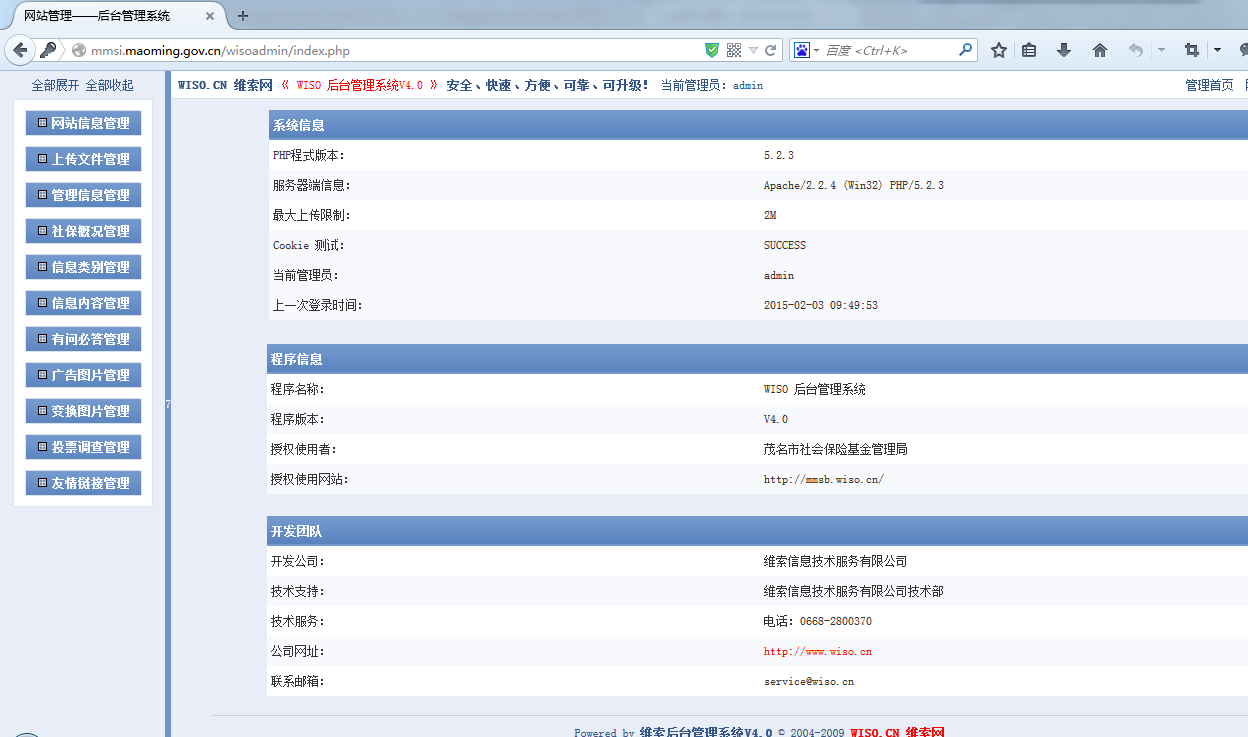 网站管理——后台管理系统
mmsi.maoming.gov.cn/wisoadmin/index.php
百度 <Ctrl+K>
全部展开 全部收起
WISO.CN 维索网 《 WISO 后台管理系统V4.0 》 安全、快速、方便、可靠、可升级! 当前管理员: admin
管理首页
网站信息管理
上传文件管理
管理信息管理
社保概况管理
信息类别管理
信息内容管理
有问必答管理
广告图片管理
变换图片管理
投票调查管理
友情链接管理
7
系统信息
PHP程式版本: 5.2.3
服务器端信息: Apache/2.2.4 (Win32) PHP/5.2.3
最大上传限制: 2M
Cookie 测试: SUCCESS
当前管理员: admin
上一次登录时间: 2015-02-03 09:49:53
程序信息
程序名称: WISO 后台管理系统
程序版本: V4.0
授权使用者: 茂名市社会保险基金管理局
授权使用网站: http://mmsb.wiso.cn/
开发团队
开发公司: 维索信息技术服务有限公司
技术支持: 维索信息技术服务有限公司技术部
技术服务: 电话: 0668-2800370
公司网址: http://www.wiso.cn
联系邮箱: service@wiso.cn
Powered by 维索后台管理系统V4.0 © 2004-2009 WISO.CN 维索网